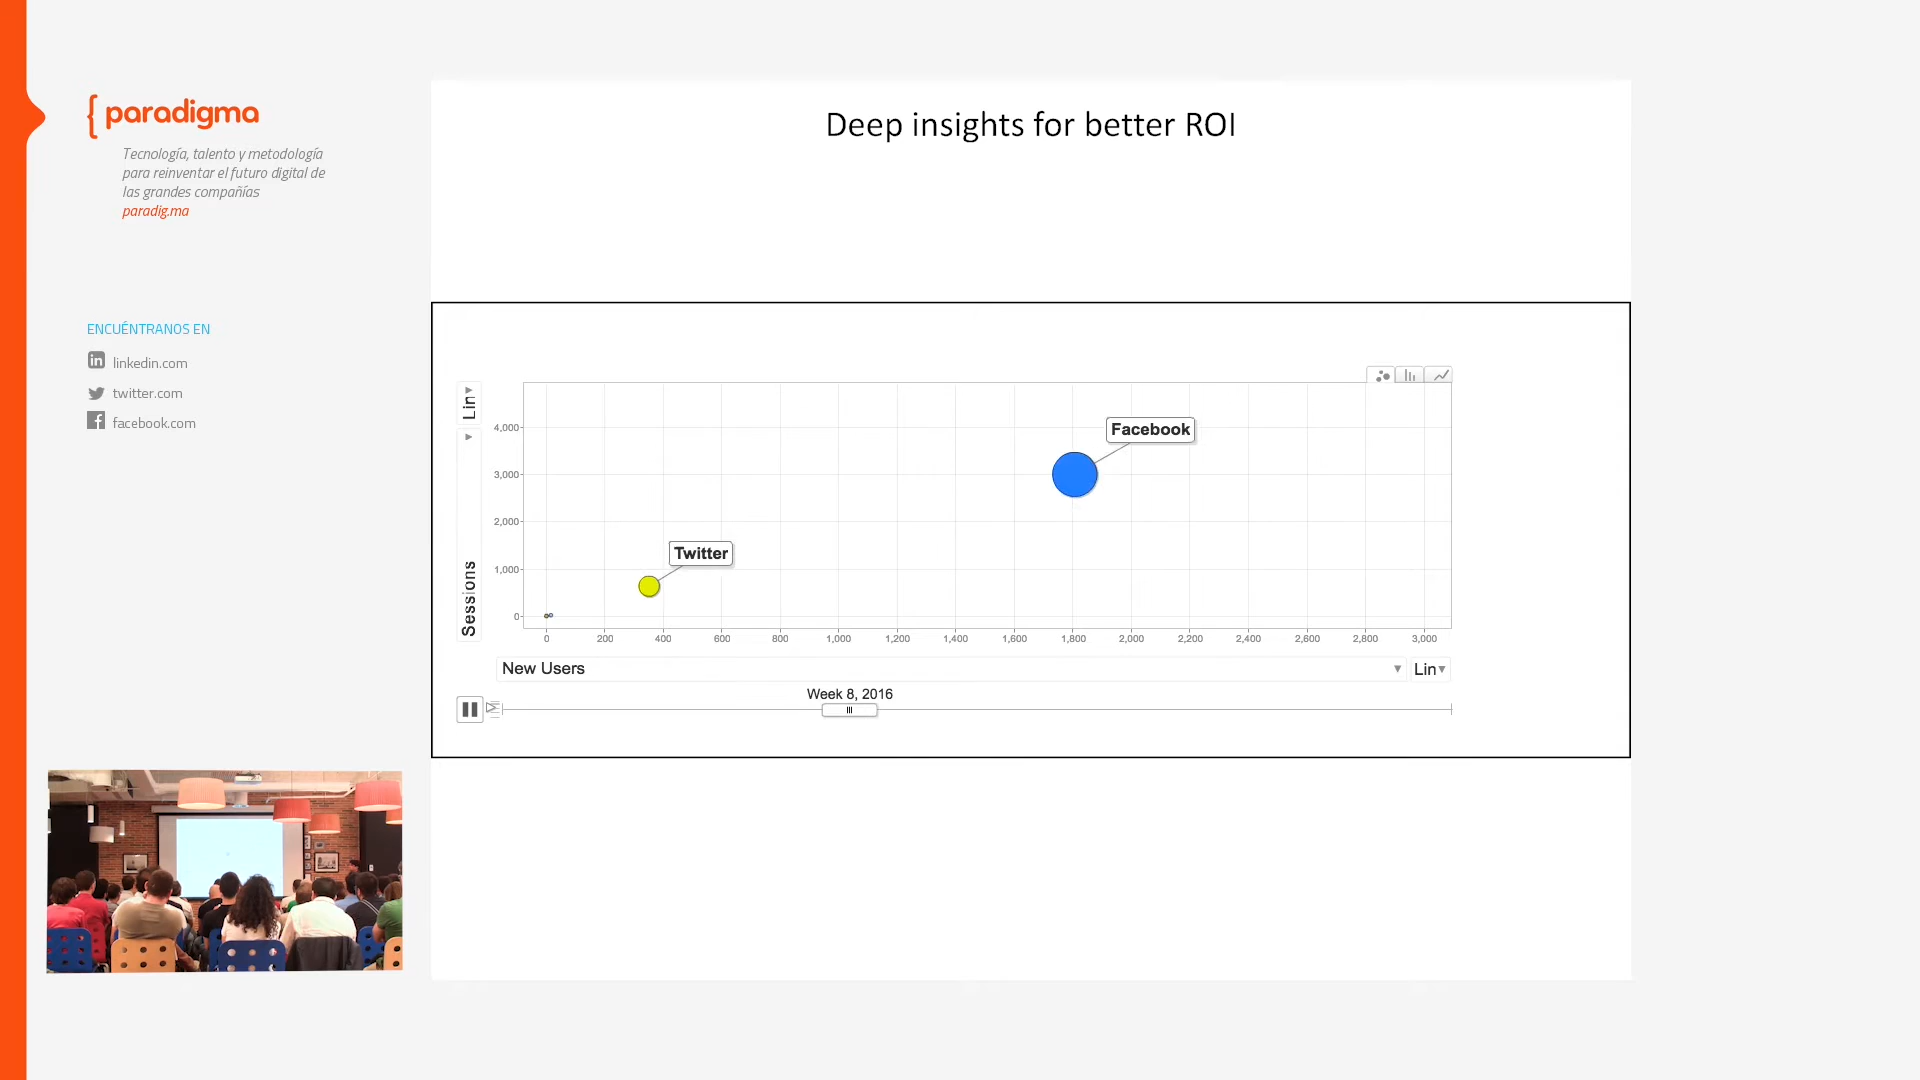 { paradigma
Tecnología, talento y metodología
para reinventar el futuro digital de
las grandes compañías
paradig.ma
ENCUÉNTRANOS EN
linkedin.com
twitter.com
facebook.com
Deep insights for better ROI
Lin
Sessions
4,000
3,000
2,000
1,000
0
Facebook
Twitter
0 200 400 600 800 1,000 1,200 1,400 1,600 1,800 2,000 2,200 2,400 2,600 2,800 3,000
New Users
Lin
Week 8, 2016